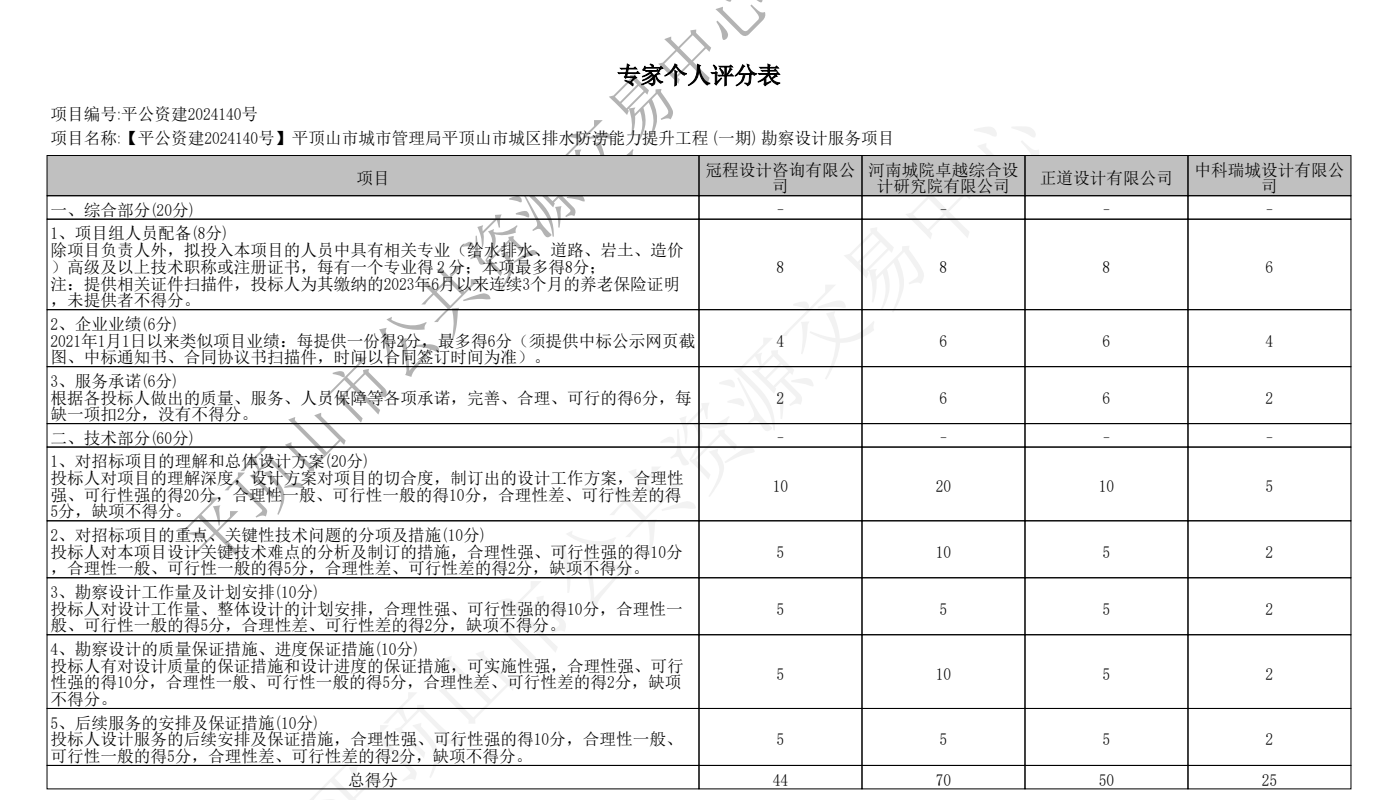 专家个人评分表
项目编号:平公资建2024140号
项目名称:【平公资建2024140号】平顶山市城市管理局平顶山市城区排水防涝能力提升工程(一期)勘察设计服务项目
项目 冠程设计咨询有限公司 河南城院卓越综合设计研究院有限公司 正道设计有限公司 中科瑞城设计有限公司
一、综合部分(20分) - - - -
1、项目组人员配备(8分)
除项目负责人外，拟投入本项目的人员中具有相关专业（给水排水、道路、岩土、造价
）高级及以上技术职称或注册证书，每有一个专业得2分；本项最多得8分；
注：提供相关证件扫描件，投标人为其缴纳的2023年6月以来连续3个月的养老保险证明
，未提供者不得分。
8 8 8 6
2、企业业绩(6分)
2021年1月1日以来类似项目业绩：每提供一份得2分，最多得6分（须提供中标公示网页截
图、中标通知书、合同协议书扫描件，时间以合同签订时间为准）。
4 6 6 4
3、服务承诺(6分)
根据各投标人做出的质量、服务、人员保障等各项承诺，完善、合理、可行的得6分，每
缺一项扣2分，没有不得分。
2 6 6 2
二、技术部分(60分) - - - -
1、对招标项目的理解和总体设计方案(20分)
投标人对项目的理解深度，设计方案对项目的切合度，制订出的设计工作方案，合理性
强、可行性强的得20分，合理性一般、可行性一般的得10分，合理性差、可行性差的得
5分，缺项不得分。
10 20 10 5
2、对招标项目的重点、关键性技术问题的分项及措施(10分)
投标人对本项目设计关键技术难点的分析及制订的措施，合理性强、可行性强的得10分
，合理性一般、可行性一般的得5分，合理性差、可行性差的得2分，缺项不得分。
5 10 5 2
3、勘察设计工作量及计划安排(10分)
投标人对设计工作量、整体设计的计划安排，合理性强、可行性强的得10分，合理性一
般、可行性一般的得5分，合理性差、可行性差的得2分，缺项不得分。
5 5 5 2
4、勘察设计的质量保证措施、进度保证措施(10分)
投标人有对设计质量的保证措施和设计进度的保证措施，可实施性强，合理性强、可行
性强的得10分，合理性一般、可行性一般的得5分，合理性差、可行性差的得2分，缺项
不得分。
5 10 5 2
5、后续服务的安排及保证措施(10分)
投标人设计服务的后续安排及保证措施，合理性强、可行性强的得10分，合理性一般、
可行性一般的得5分，合理性差、可行性差的得2分，缺项不得分。
5 5 5 2
总得分 44 70 50 25
平顶山市公共资源交易中心
平顶山市公共资源交易中心